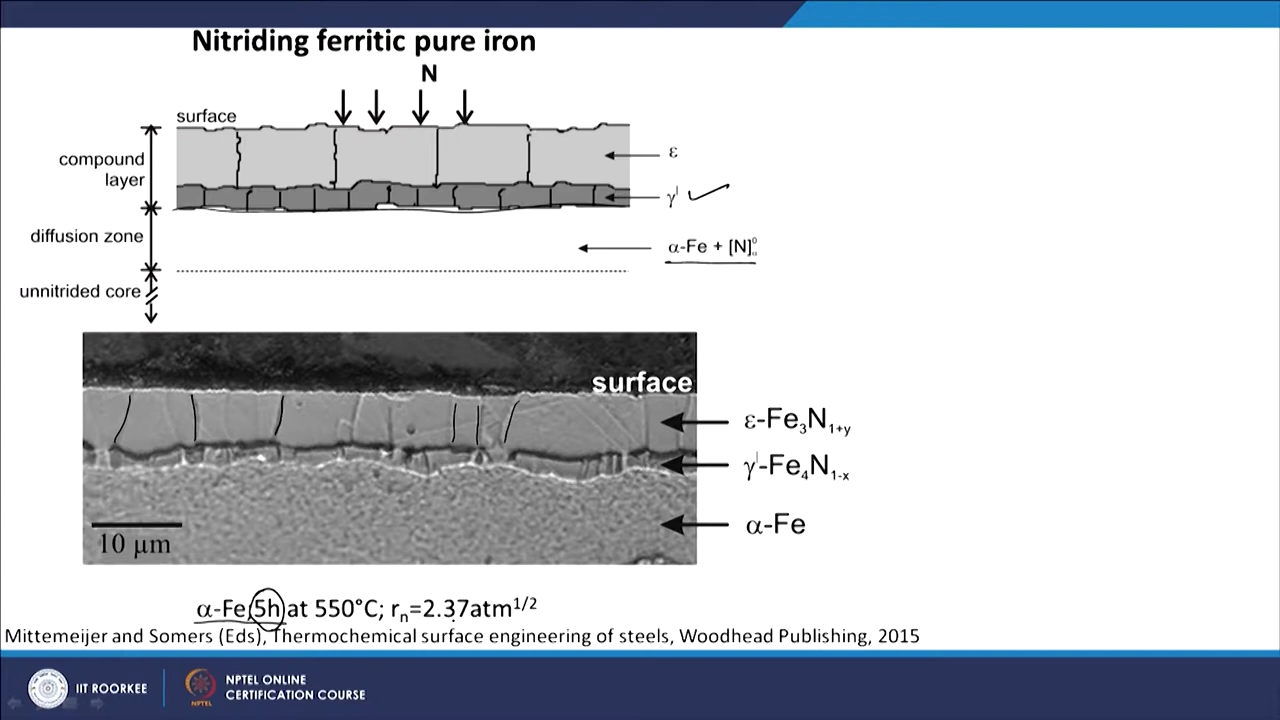 Nitriding ferritic pure iron
N
surface
compound
layer
ε
γ'
diffusion zone
α-Fe + [N]
unnitrided core
surface
ε-Fe₃N₁₊y
γ'-Fe₄N₁₋ₓ
α-Fe
10 µm
α-Fe 5h at 550°C; rₙ=2.37atm¹/²
Mittemeijer and Somers (Eds), Thermochemical surface engineering of steels, Woodhead Publishing, 2015
IIT ROORKEE
NPTEL
NPTEL ONLINE
CERTIFICATION COURSE